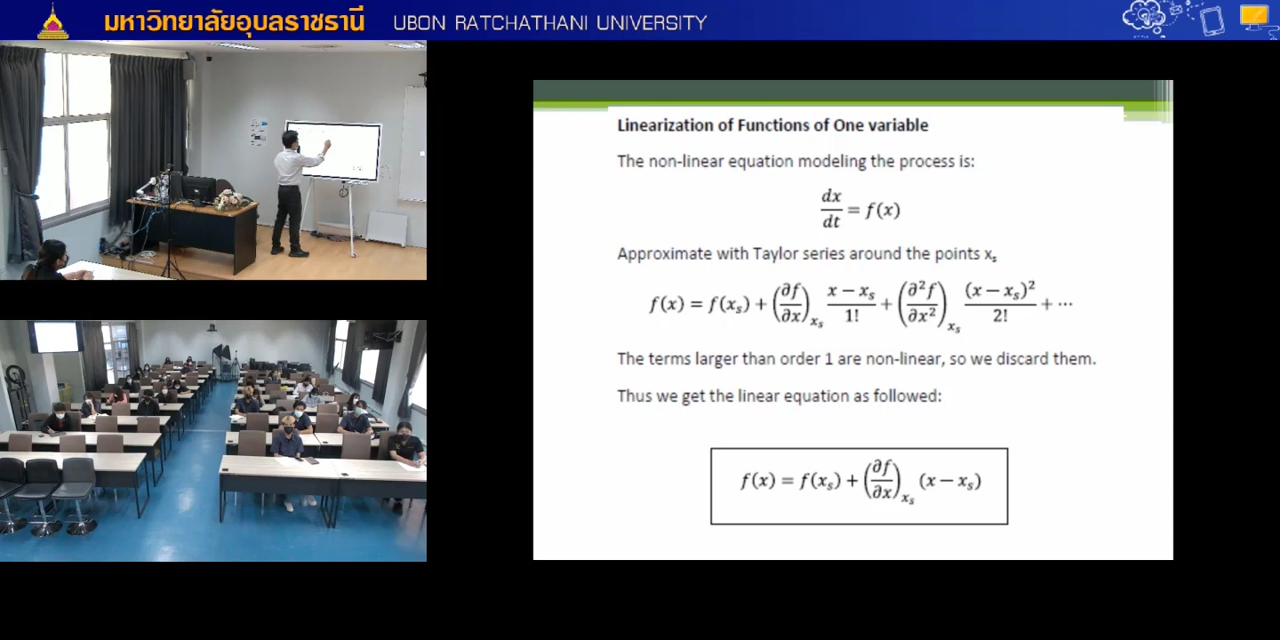 มหาวิทยาลัยอุบลราชธานี UBON RATCHATHANI UNIVERSITY
Linearization of Functions of One variable
The non-linear equation modeling the process is:
dx/dt = f(x)
Approximate with Taylor series around the points xₛ
f(x) = f(xₛ) + (∂f/∂x)ₓₛ (x − xₛ)/1! + (∂²f/∂x²)ₓₛ (x − xₛ)²/2! + ⋯
The terms larger than order 1 are non-linear, so we discard them.
Thus we get the linear equation as followed:
f(x) = f(xₛ) + (∂f/∂x)ₓₛ (x − xₛ)